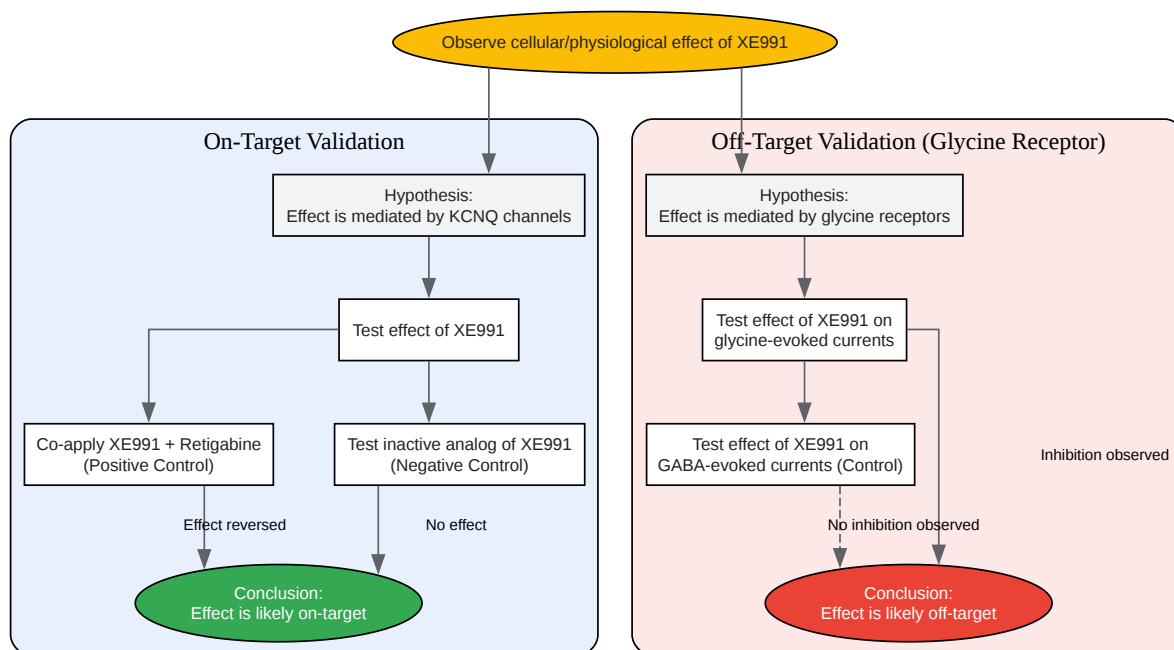 Observe cellular/physiological effect of XE991
On-Target Validation
Hypothesis:
Effect is mediated by KCNQ channels
Test effect of XE991
Co-apply XE991 + Retigabine
(Positive Control)
Test inactive analog of XE991
(Negative Control)
Effect reversed
No effect
Conclusion:
Effect is likely on-target
Off-Target Validation (Glycine Receptor)
Hypothesis:
Effect is mediated by glycine receptors
Test effect of XE991 on
glycine-evoked currents
Test effect of XE991 on
GABA-evoked currents (Control)
Inhibition observed
No inhibition observed
Conclusion:
Effect is likely off-target